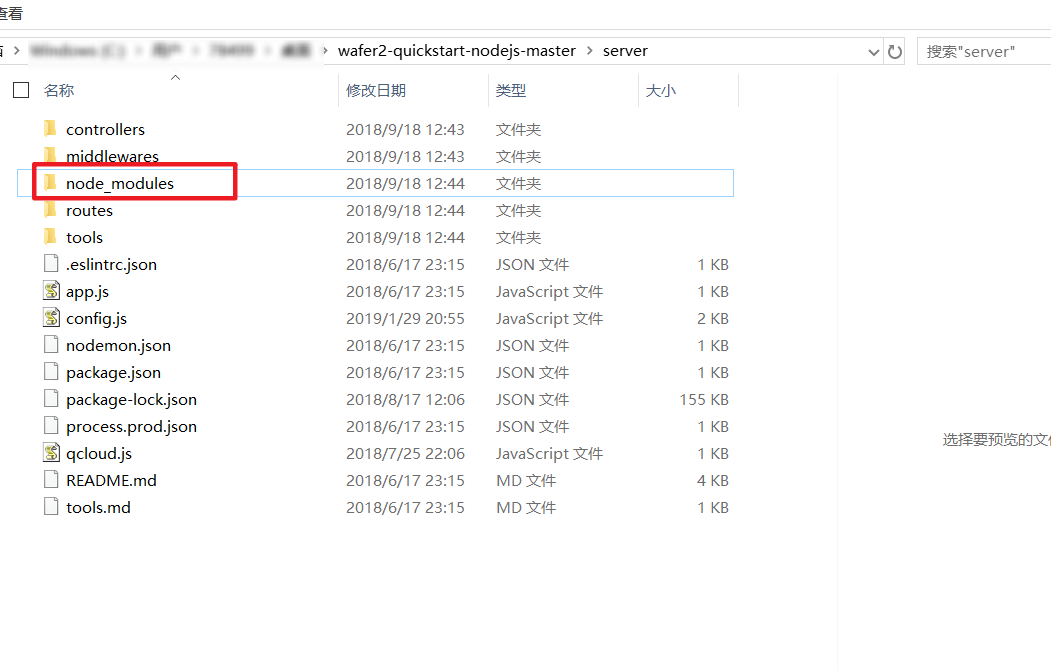 查看
wafer2-quickstart-nodejs-master server 搜索"server"
名称 修改日期 类型 大小
controllers 2018/9/18 12:43 文件夹
middlewares 2018/9/18 12:43 文件夹
node_modules 2018/9/18 12:44 文件夹
routes 2018/9/18 12:44 文件夹
tools 2018/9/18 12:44 文件夹
.eslintrc.json 2018/6/17 23:15 JSON 文件 1 KB
app.js 2018/6/17 23:15 JavaScript 文件 1 KB
config.js 2019/1/29 20:55 JavaScript 文件 2 KB
nodemon.json 2018/6/17 23:15 JSON 文件 1 KB
package.json 2018/6/17 23:15 JSON 文件 1 KB
package-lock.json 2018/8/17 12:06 JSON 文件 155 KB
process.prod.json 2018/6/17 23:15 JSON 文件 1 KB
qcloud.js 2018/7/25 22:06 JavaScript 文件 1 KB
README.md 2018/6/17 23:15 MD 文件 4 KB
tools.md 2018/6/17 23:15 MD 文件 1 KB
选择要预览的文